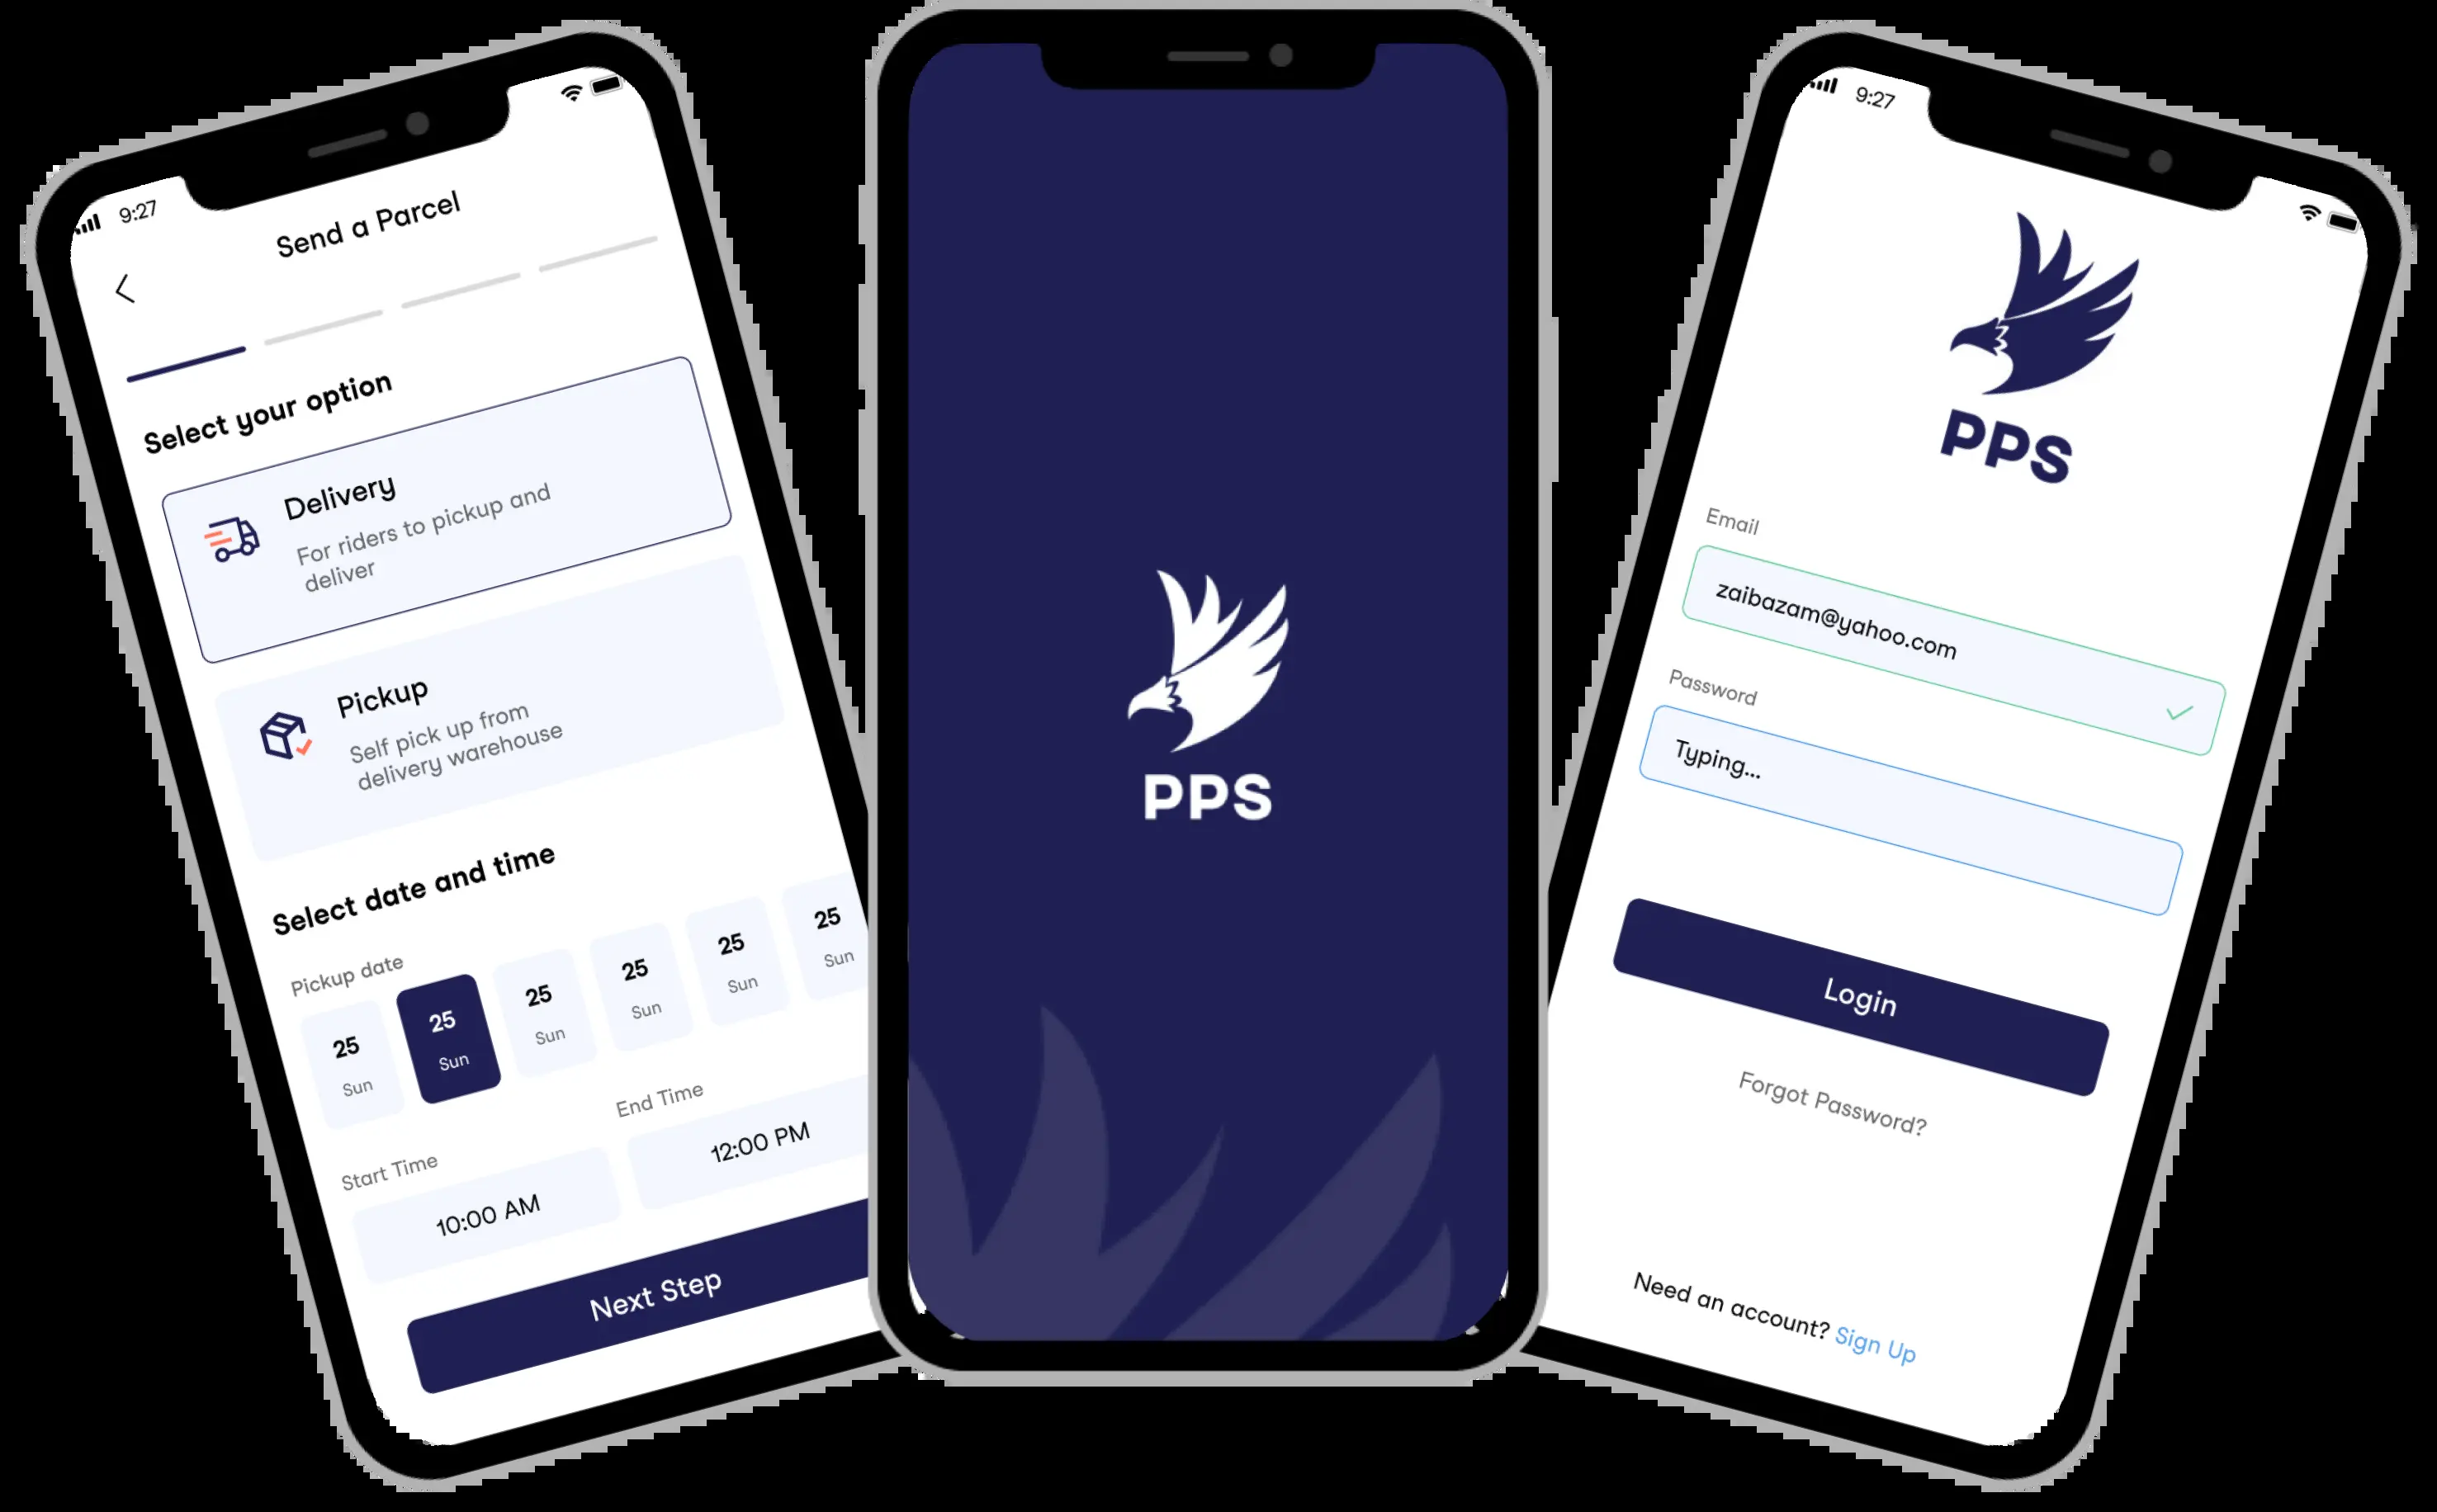 9:27
Send a Parcel
Select your option
Delivery
For riders to pickup and
deliver
Pickup
Self pick up from
delivery warehouse
Select date and time
Pickup date
25 25 25 25 25 25
Sun Sun Sun Sun Sun Sun
Start Time End Time
10:00 AM 12:00 PM
Next Step
PPS
9:27
PPS
Email
zaibazam@yahoo.com
Password
Typing...
Login
Forgot Password?
Need an account? Sign Up